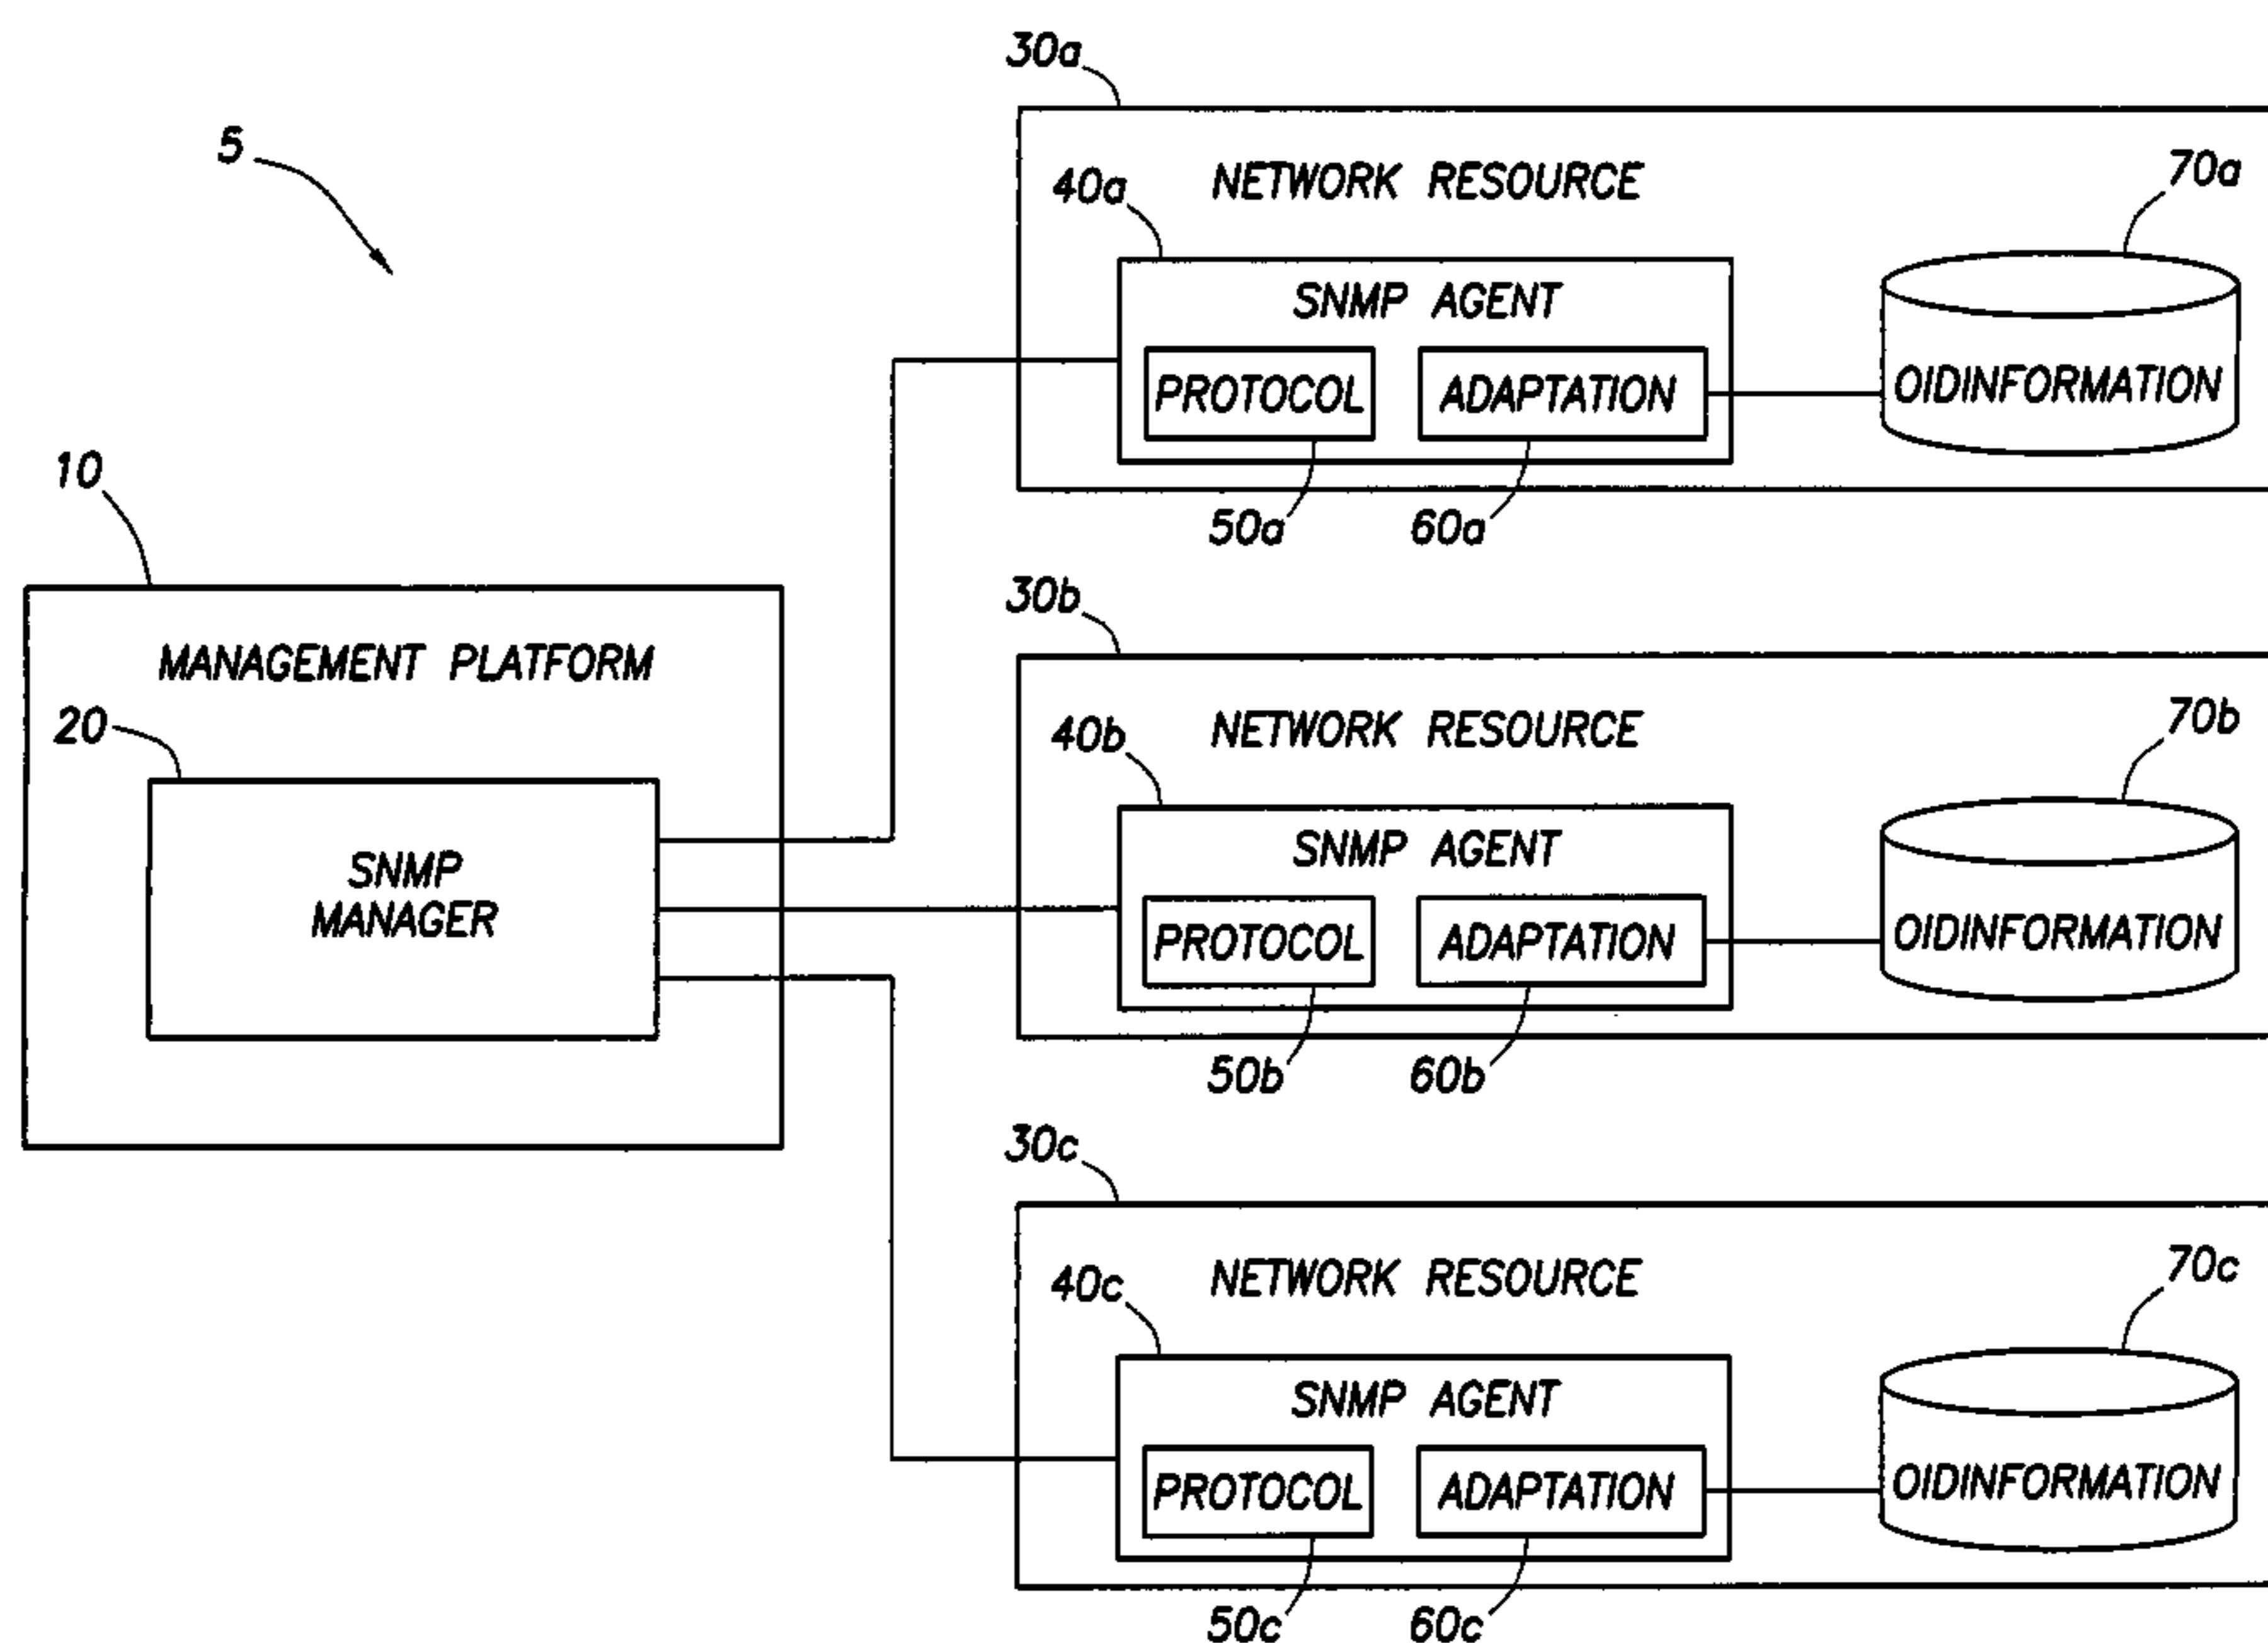 5
10
MANAGEMENT PLATFORM
20
SNMP
MANAGER
30a
NETWORK RESOURCE
40a
70a
SNMP AGENT
PROTOCOL
ADAPTATION
OIDINFORMATION
50a
60a
30b
NETWORK RESOURCE
40b
70b
SNMP AGENT
PROTOCOL
ADAPTATION
OIDINFORMATION
50b
60b
30c
NETWORK RESOURCE
40c
70c
SNMP AGENT
PROTOCOL
ADAPTATION
OIDINFORMATION
50c
60c